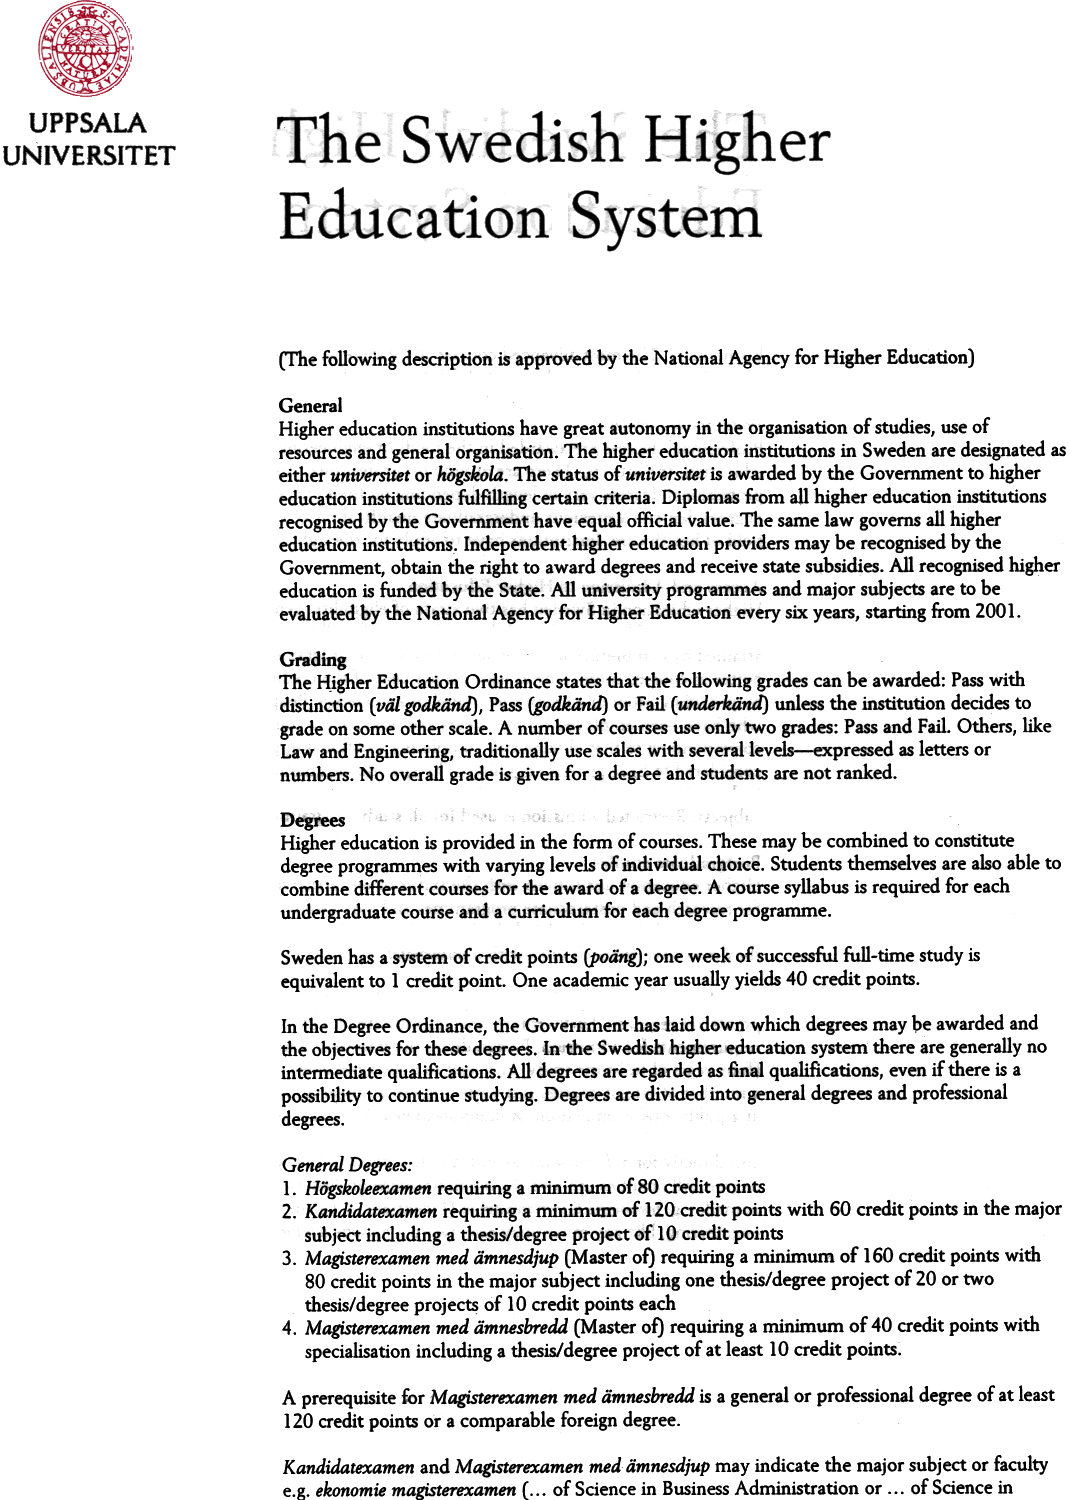 UPPSALA
UNIVERSITET
The Swedish Higher
Education System
(The following description is approved by the National Agency for Higher Education)
General
Higher education institutions have great autonomy in the organisation of studies, use of
resources and general organisation. The higher education institutions in Sweden are designated as
either universitet or högskola. The status of universitet is awarded by the Government to higher
education institutions fulfilling certain criteria. Diplomas from all higher education institutions
recognised by the Government have equal official value. The same law governs all higher
education institutions. Independent higher education providers may be recognised by the
Government, obtain the right to award degrees and receive state subsidies. All recognised higher
education is funded by the State. All university programmes and major subjects are to be
evaluated by the National Agency for Higher Education every six years, starting from 2001.
Grading
The Higher Education Ordinance states that the following grades can be awarded: Pass with
distinction (väl godkänd), Pass (godkänd) or Fail (underkänd) unless the institution decides to
grade on some other scale. A number of courses use only two grades: Pass and Fail. Others, like
Law and Engineering, traditionally use scales with several levels—expressed as letters or
numbers. No overall grade is given for a degree and students are not ranked.
Degrees
Higher education is provided in the form of courses. These may be combined to constitute
degree programmes with varying levels of individual choice. Students themselves are also able to
combine different courses for the award of a degree. A course syllabus is required for each
undergraduate course and a curriculum for each degree programme.
Sweden has a system of credit points (poäng); one week of successful full-time study is
equivalent to 1 credit point. One academic year usually yields 40 credit points.
In the Degree Ordinance, the Government has laid down which degrees may be awarded and
the objectives for these degrees. In the Swedish higher education system there are generally no
intermediate qualifications. All degrees are regarded as final qualifications, even if there is a
possibility to continue studying. Degrees are divided into general degrees and professional
degrees.
General Degrees:
1. Högskoleexamen requiring a minimum of 80 credit points
2. Kandidatexamen requiring a minimum of 120 credit points with 60 credit points in the major
subject including a thesis/degree project of 10 credit points
3. Magisterexamen med ämnesdjup (Master of) requiring a minimum of 160 credit points with
80 credit points in the major subject including one thesis/degree project of 20 or two
thesis/degree projects of 10 credit points each
4. Magisterexamen med ämnesbredd (Master of) requiring a minimum of 40 credit points with
specialisation including a thesis/degree project of at least 10 credit points.
A prerequisite for Magisterexamen med ämnesbredd is a general or professional degree of at least
120 credit points or a comparable foreign degree.
Kandidatexamen and Magisterexamen med ämnesdjup may indicate the major subject or faculty
e.g. ekonomie magisterexamen (... of Science in Business Administration or ... of Science in